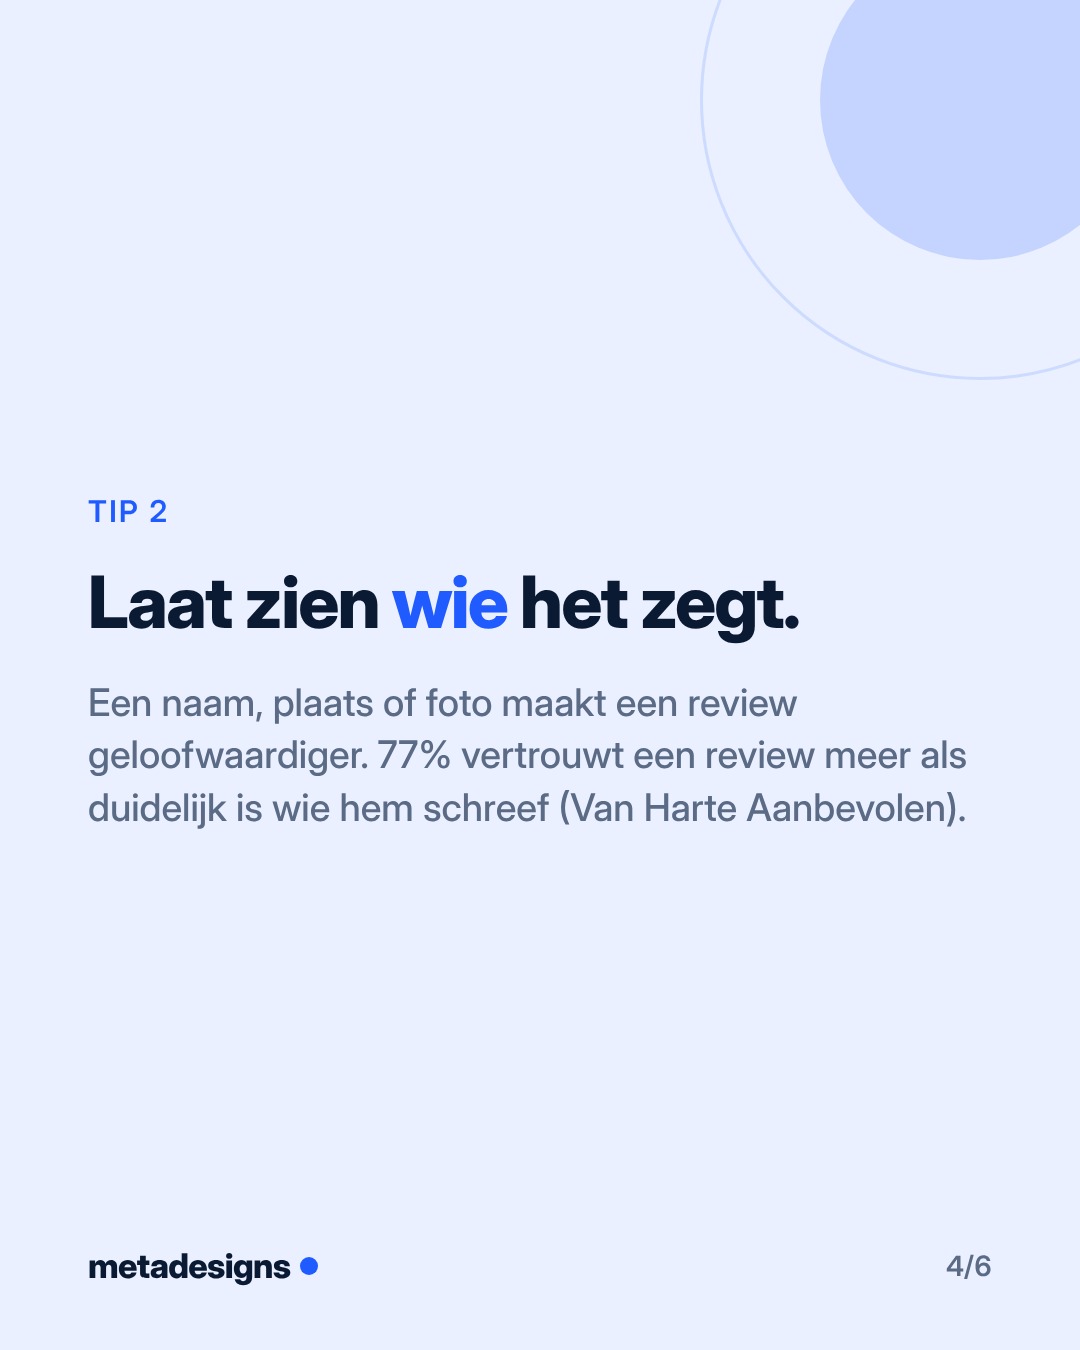 TIP 2
Laat zien wie het zegt.
Een naam, plaats of foto maakt een review
geloofwaardiger. 77% vertrouwt een review meer als
duidelijk is wie hem schreef (Van Harte Aanbevolen).
metadesigns
4/6